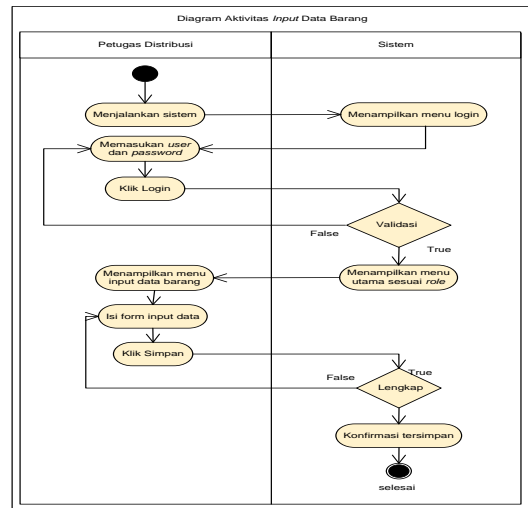 Diagram Aktivitas Input Data Barang
Petugas Distribusi
Sistem
Menjalankan sistem
Menampilkan menu login
Memasukan user
dan password
Klik Login
Validasi
False
True
Menampilkan menu
utama sesuai role
Menampilkan menu
input data barang
Isi form input data
Klik Simpan
False
True
Lengkap
Konfirmasi tersimpan
selesai